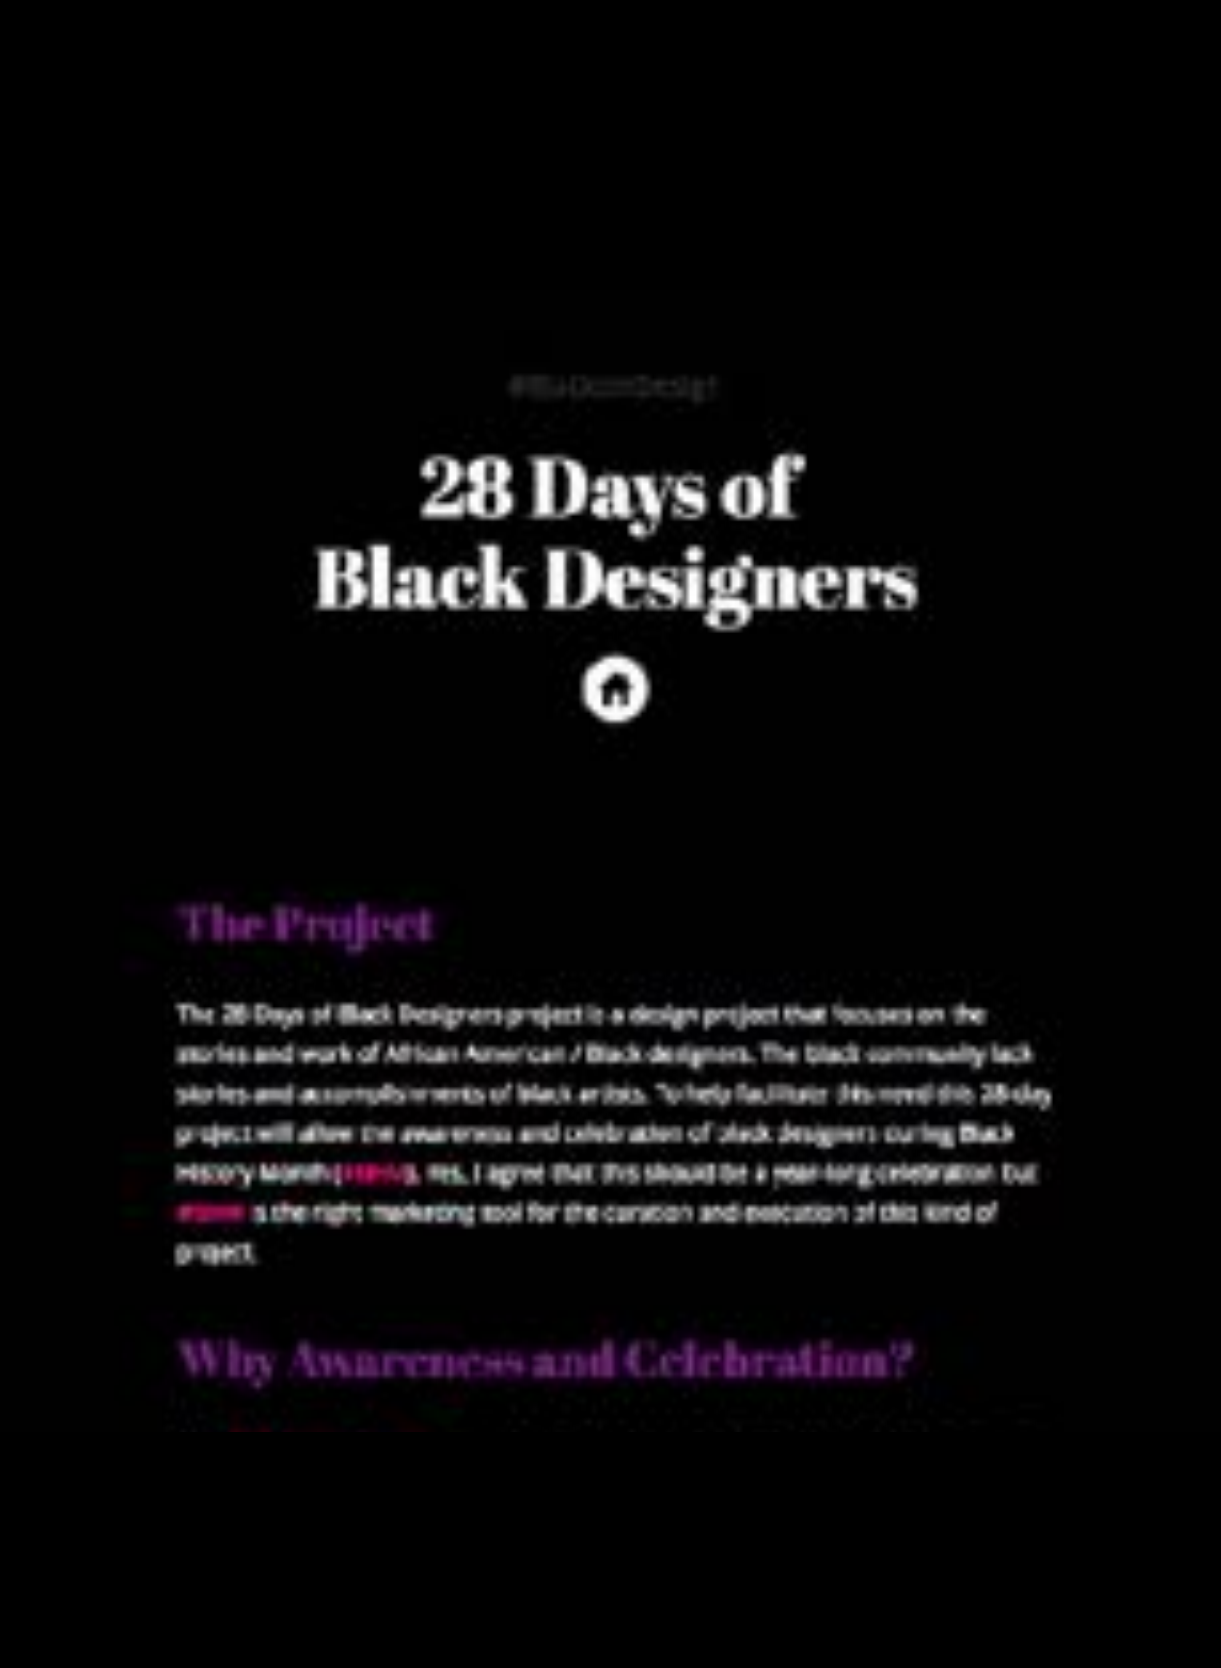 28 Days of
Black Designers
The Project
The 28 Days of Black Designers project is a design project that focuses on the
stories and work of African American / Black designers. The black community lack
stories and accomplishments of black artists. To help facilitate this need this 28-day
project will allow the awareness and celebration of black designers during Black
History Month ( ). Yes, I agree that this should be a year-long celebration but
is the right marketing tool for the curation and execution of this kind of
project.
Why Awareness and Celebration?